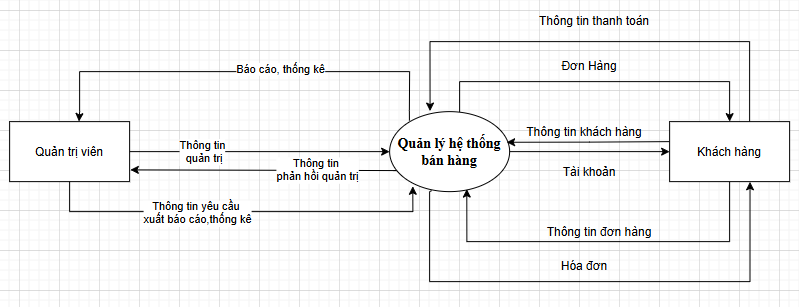 Thông tin thanh toán
Báo cáo, thống kê
Đơn Hàng
Thông tin khách hàng
Quản trị viên
Thông tin
quản trị
Quản lý hệ thống
bán hàng
Khách hàng
Thông tin
phản hồi quản trị
Tài khoản
Thông tin yêu cầu
xuất báo cáo,thống kê
Thông tin đơn hàng
Hóa đơn